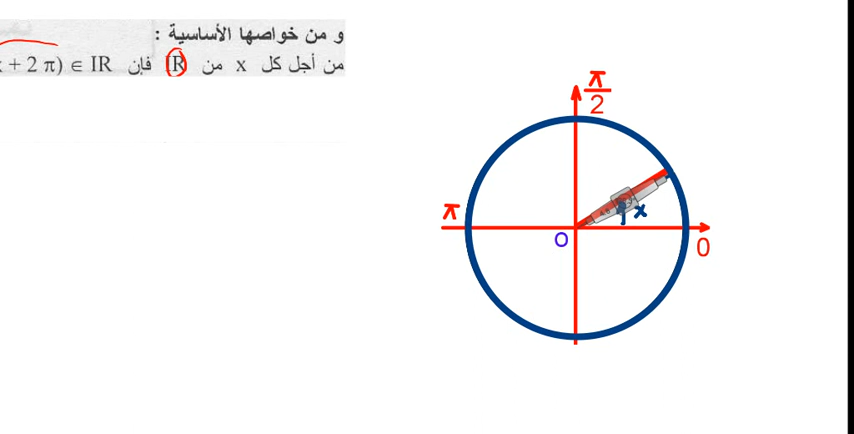 و من خواصها الأساسية :
من أجل كل x من IR فإن + 2 π) ∈ IR
π
2
π
x
O
0